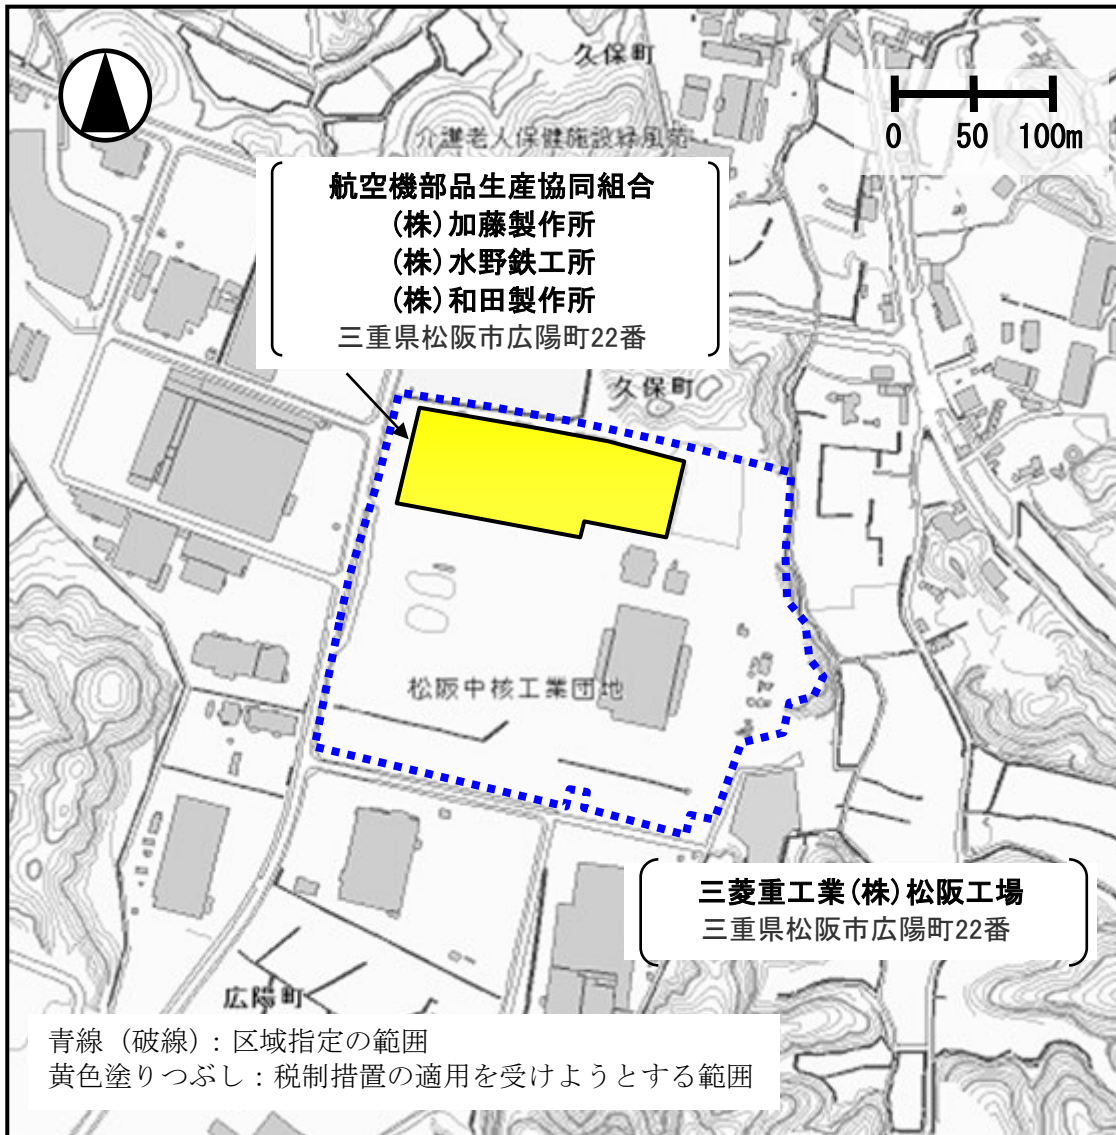 久保町
0 50 100m
介護老人保健施設緑風苑
航空機部品生産協同組合
(株)加藤製作所
(株)水野鉄工所
(株)和田製作所
三重県松阪市広陽町22番
久保町
松阪中核工業団地
三菱重工業(株)松阪工場
三重県松阪市広陽町22番
広陽町
青線（破線）：区域指定の範囲
黄色塗りつぶし：税制措置の適用を受けようとする範囲